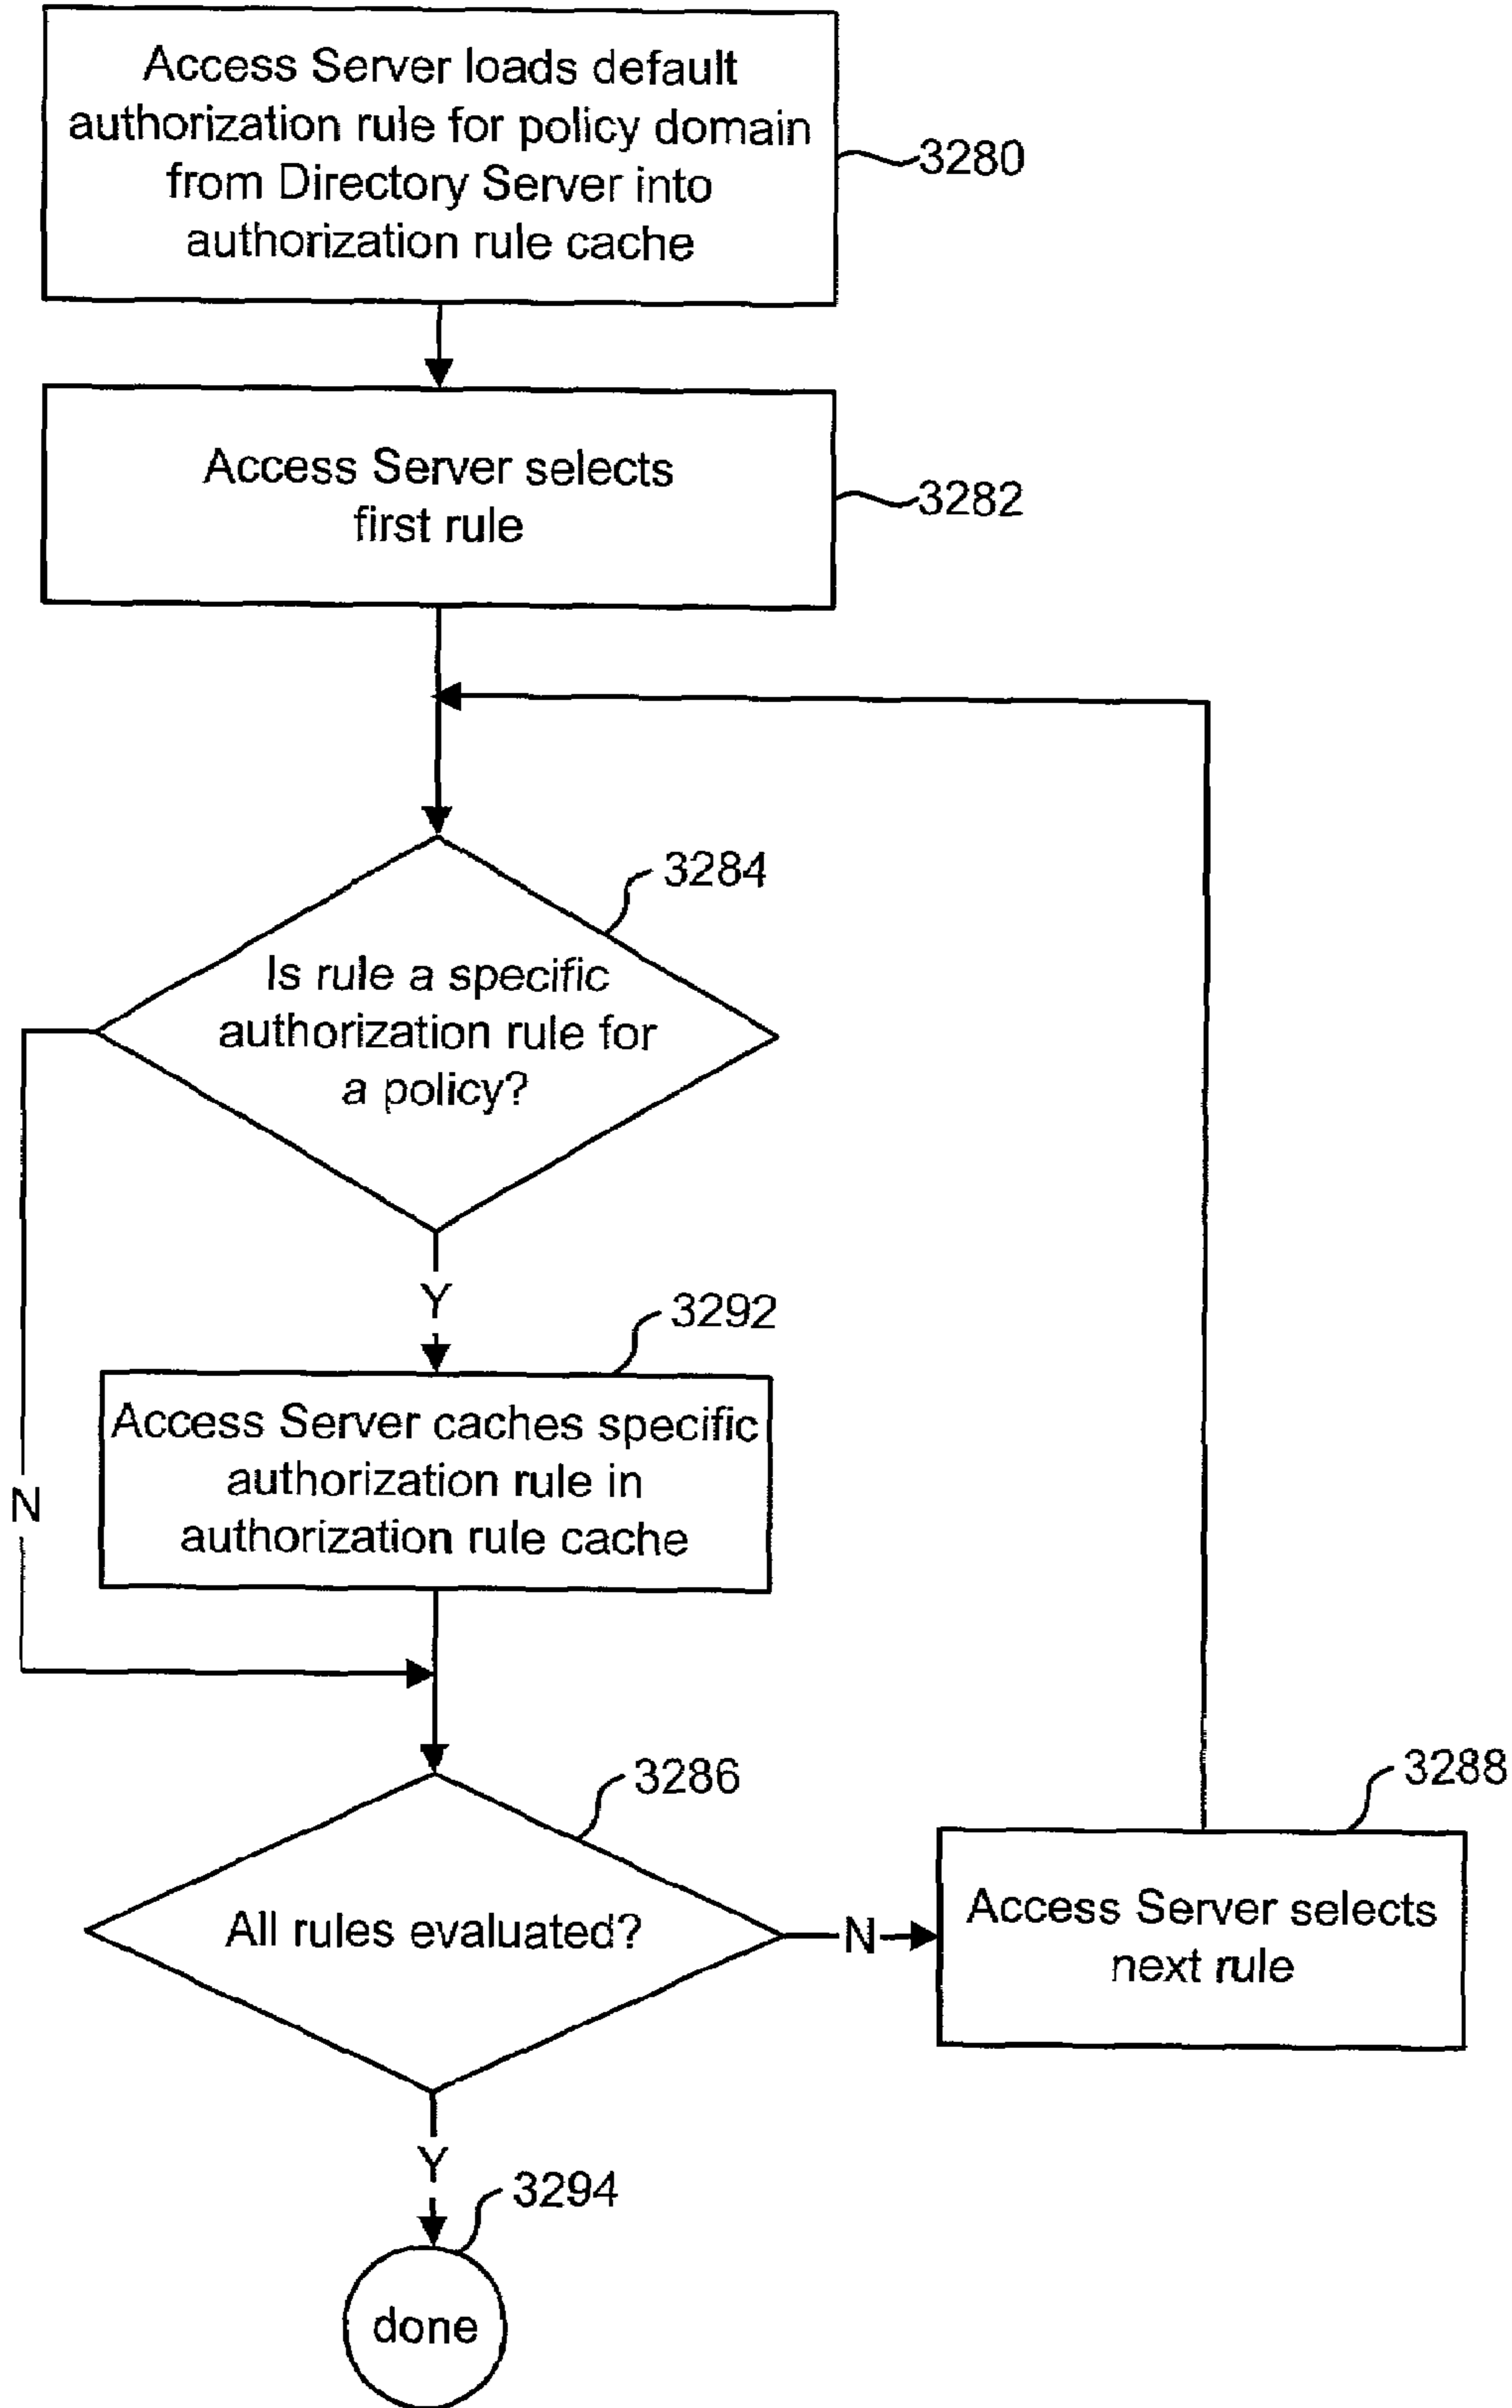 Access Server loads default
authorization rule for policy domain
from Directory Server into
authorization rule cache
3280
Access Server selects
first rule
3282
3284
Is rule a specific
authorization rule for
a policy?
Y
3292
Access Server caches specific
authorization rule in
authorization rule cache
N
3286
3288
All rules evaluated?
N
Access Server selects
next rule
Y
3294
done